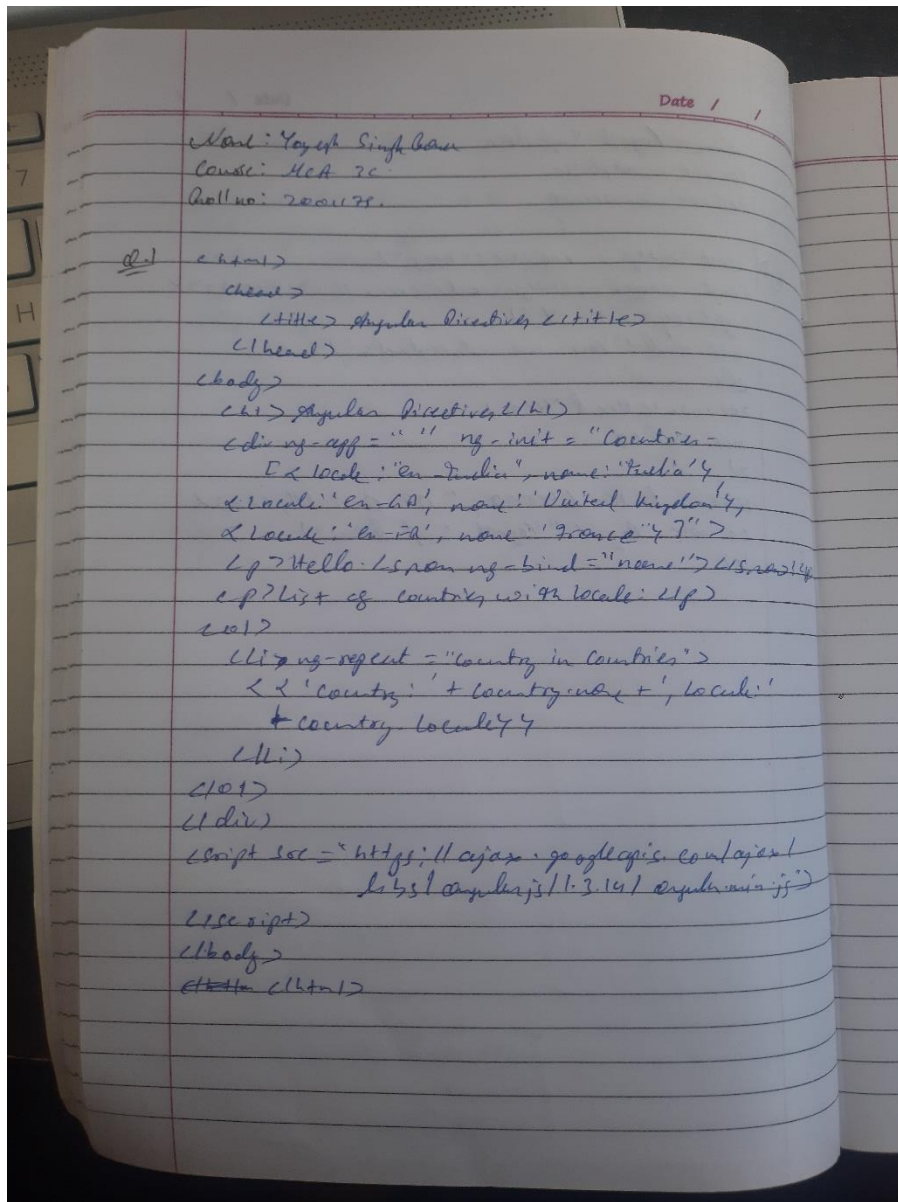 Date / /
Name: Yogesh Singh
Course: MCA 2C
Roll no:
Q.1 <html>
<head>
<title> Angular Directives </title>
</head>
<body>
<h1> Angular Directives </h1>
<div ng-app = " " ng-init = "Countries =
[{ locale: 'en-India', name: 'India'},
{ locale: 'en-GB', name: 'United Kingdom'},
{ locale: 'en-FR', name: 'France'}]">
<p>Hello <span ng-bind="name"></span></p>
<p>List of countries with locale: </p>
<ol>
<li ng-repeat = "country in Countries">
{{ 'Country: ' + country.name + ', Locale:'
+ country.locale}}
</li>
</ol>
</div>
<script src = "https://ajax.googleapis.com/ajax/
libs/angularjs/1.3.14/angular.min.js">
</script>
</body>
</html>
7
H